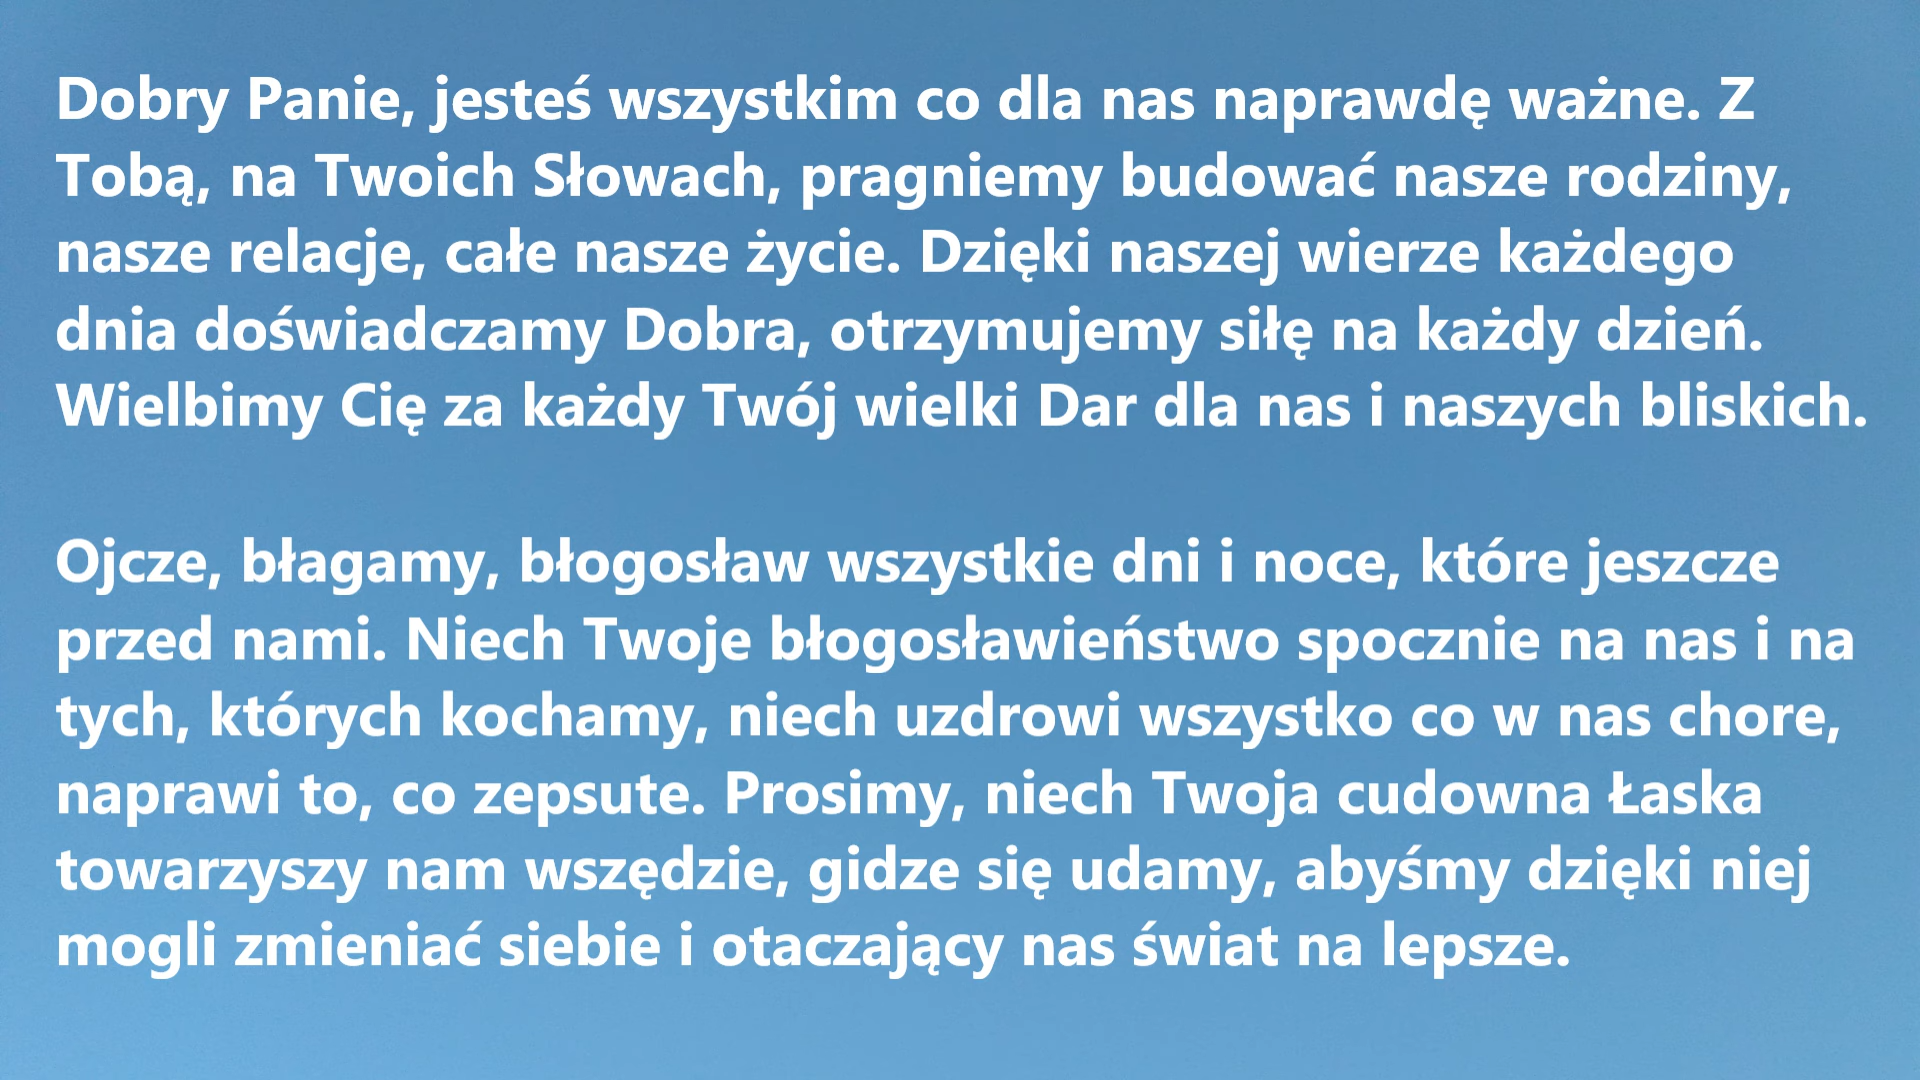 Dobry Panie, jesteś wszystkim co dla nas naprawdę ważne. Z
Tobą, na Twoich Słowach, pragniemy budować nasze rodziny,
nasze relacje, całe nasze życie. Dzięki naszej wierze każdego
dnia doświadczamy Dobra, otrzymujemy siłę na każdy dzień.
Wielbimy Cię za każdy Twój wielki Dar dla nas i naszych bliskich.
Ojcze, błagamy, błogosław wszystkie dni i noce, które jeszcze
przed nami. Niech Twoje błogosławieństwo spocznie na nas i na
tych, których kochamy, niech uzdrowi wszystko co w nas chore,
naprawi to, co zepsute. Prosimy, niech Twoja cudowna Łaska
towarzyszy nam wszędzie, gidze się udamy, abyśmy dzięki niej
mogli zmieniać siebie i otaczający nas świat na lepsze.